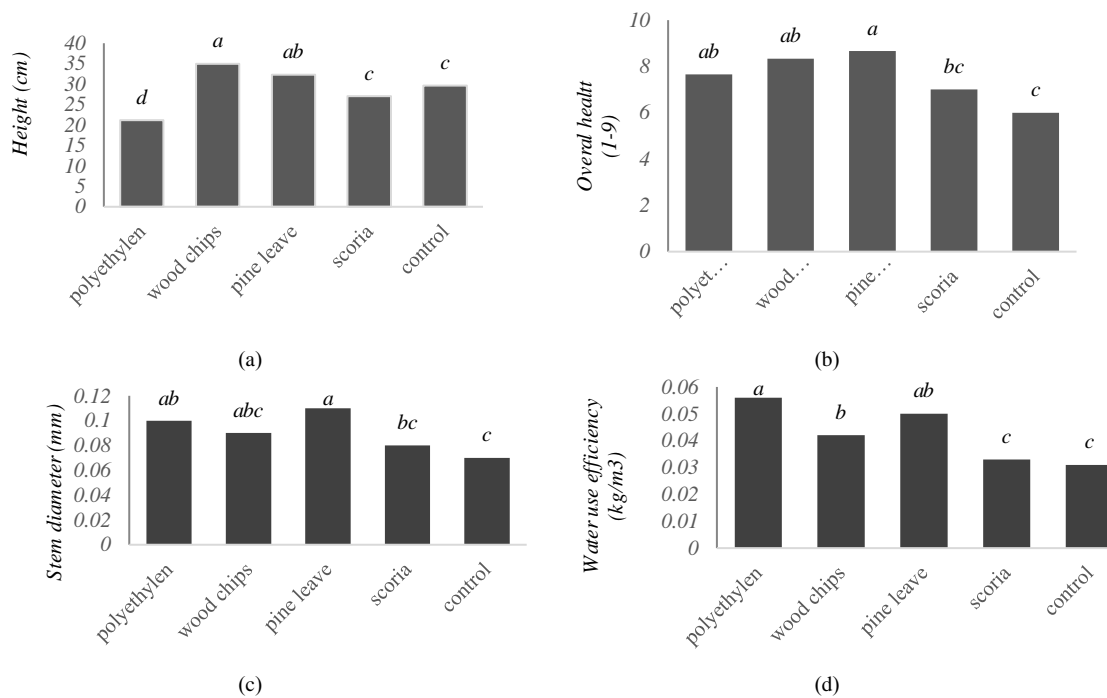 Height (cm)
40
35
30
25
20
15
10
5
0
d
a
ab
c
c
polyethylen
wood chips
pine leave
scoria
control
(a)
Overal healtt
(1-9)
10
8
6
4
2
0
ab
ab
a
bc
c
polyet...
wood...
pine...
scoria
control
(b)
Stem diameter (mm)
0.12
0.1
0.08
0.06
0.04
0.02
0
ab
abc
a
bc
c
polyethylen
wood chips
pine leave
scoria
control
(c)
Water use efficiency
(kg/m3)
0.06
0.05
0.04
0.03
0.02
0.01
0
a
b
ab
c
c
polyethylen
wood chips
pine leave
scoria
control
(d)